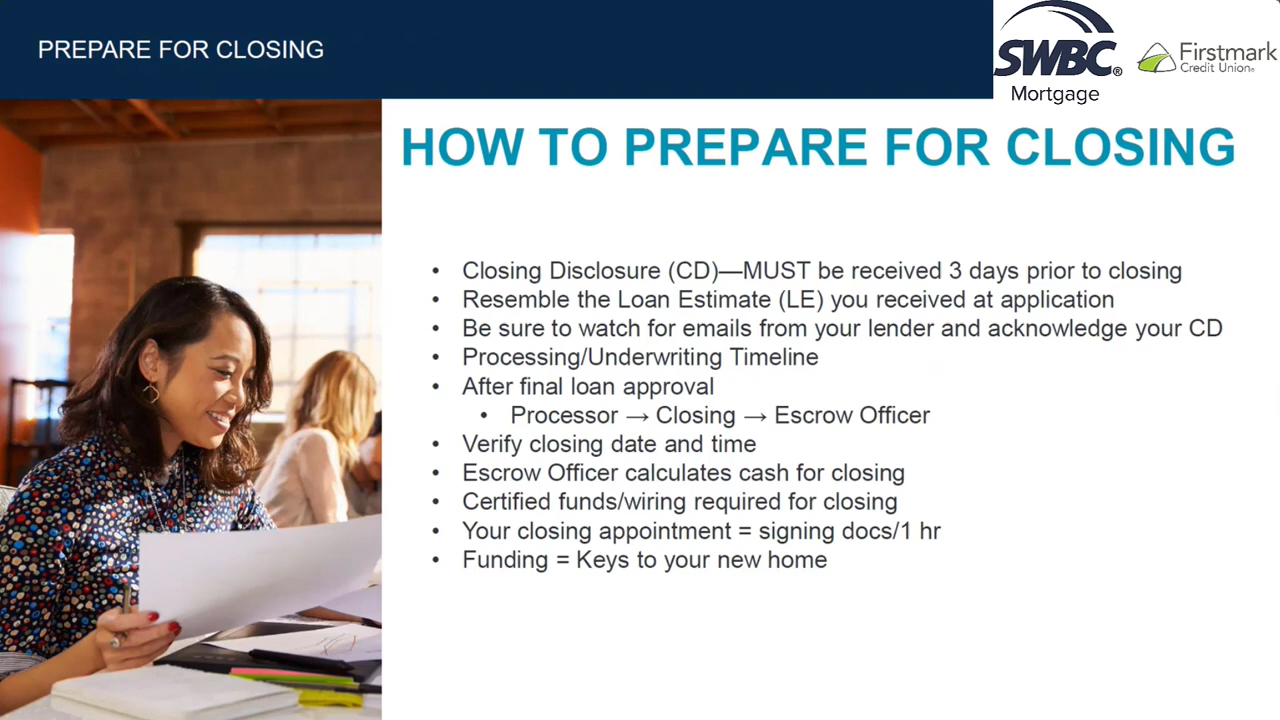 PREPARE FOR CLOSING
SWBC®
Mortgage
Firstmark
Credit Union®
HOW TO PREPARE FOR CLOSING
• Closing Disclosure (CD)—MUST be received 3 days prior to closing
• Resemble the Loan Estimate (LE) you received at application
• Be sure to watch for emails from your lender and acknowledge your CD
• Processing/Underwriting Timeline
• After final loan approval
• Processor → Closing → Escrow Officer
• Verify closing date and time
• Escrow Officer calculates cash for closing
• Certified funds/wiring required for closing
• Your closing appointment = signing docs/1 hr
• Funding = Keys to your new home